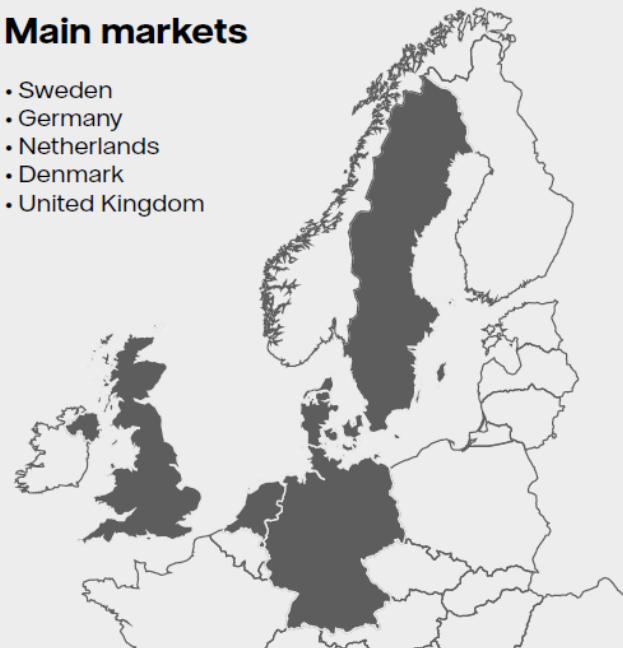 Main markets
• Sweden
• Germany
• Netherlands
• Denmark
• United Kingdom